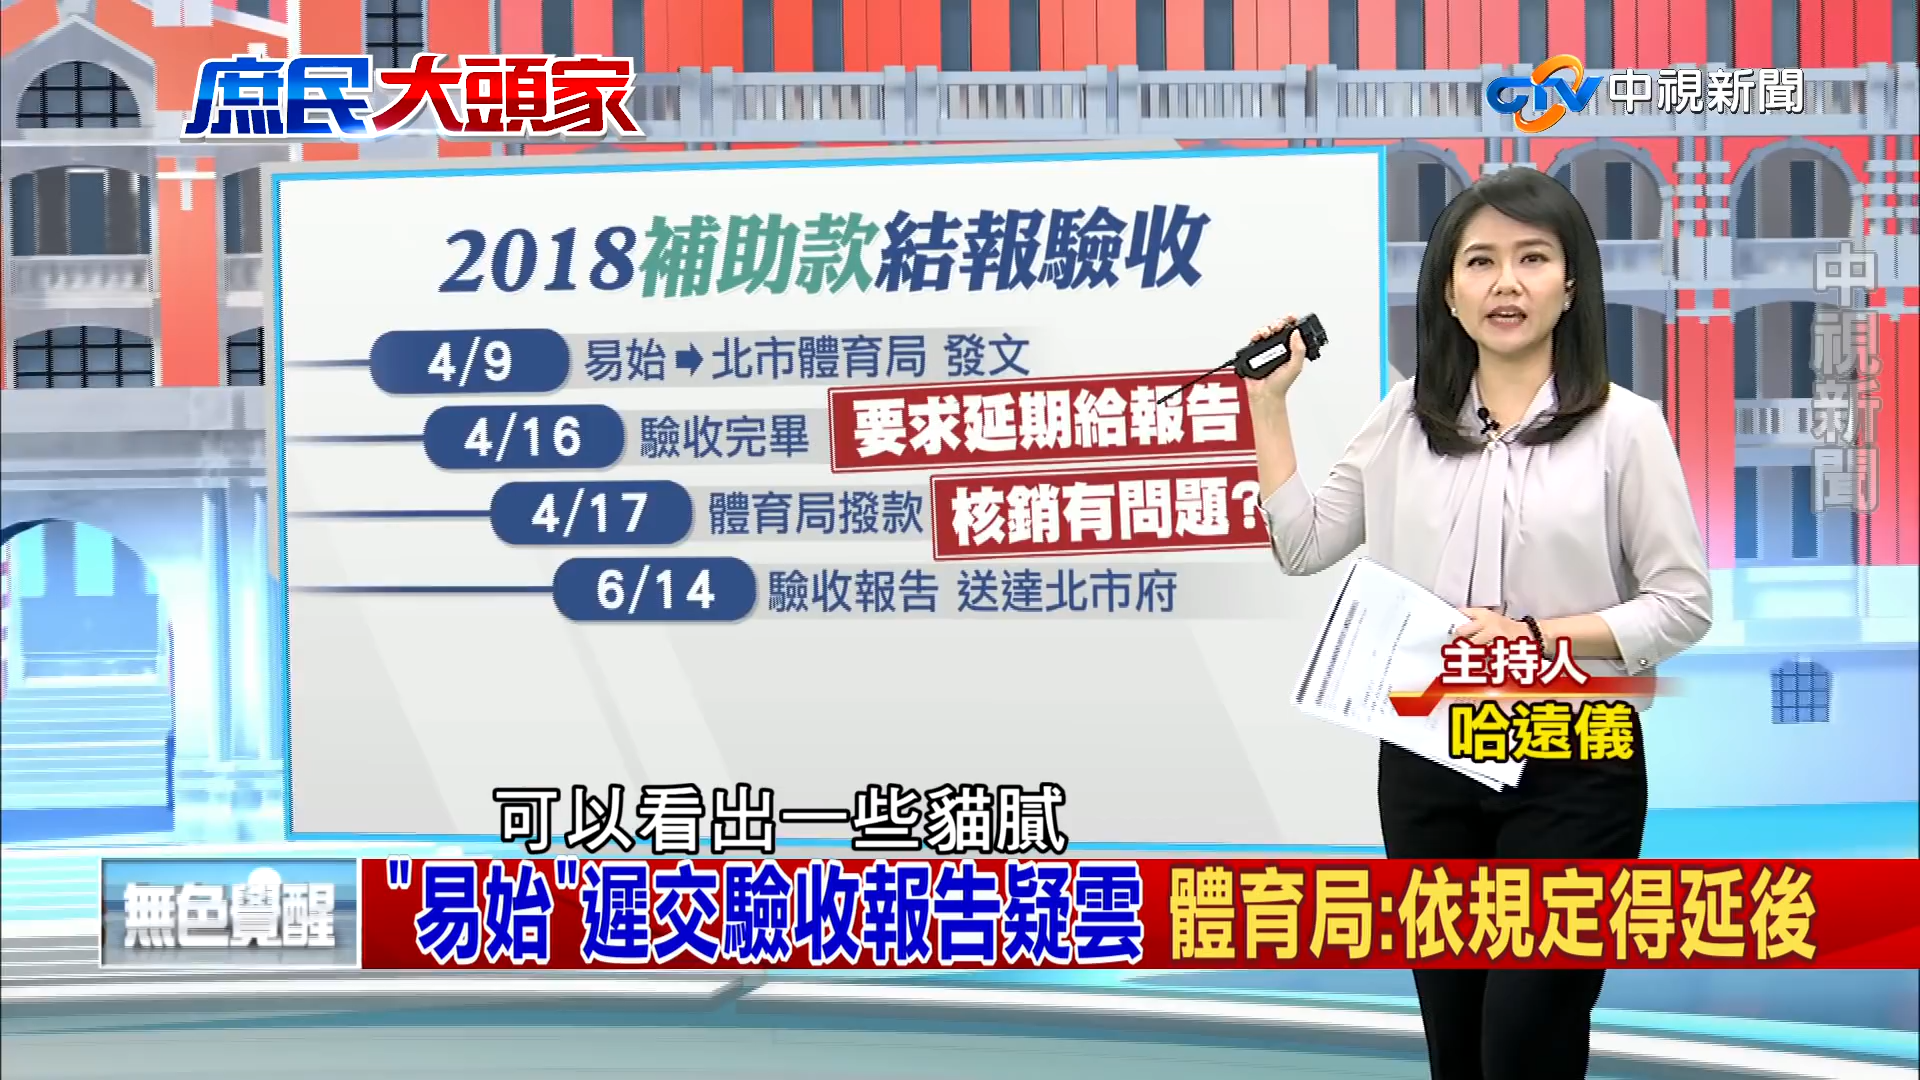 庶民大頭家
CTV中視新聞
2018補助款結報驗收
4/9 易始➡北市體育局 發文
4/16 驗收完畢 要求延期給報告
4/17 體育局撥款 核銷有問題?
6/14 驗收報告 送達北市府
中視新聞
主持人
哈遠儀
可以看出一些貓膩
無色覺醒
"易始"遲交驗收報告疑雲 體育局:依規定得延後